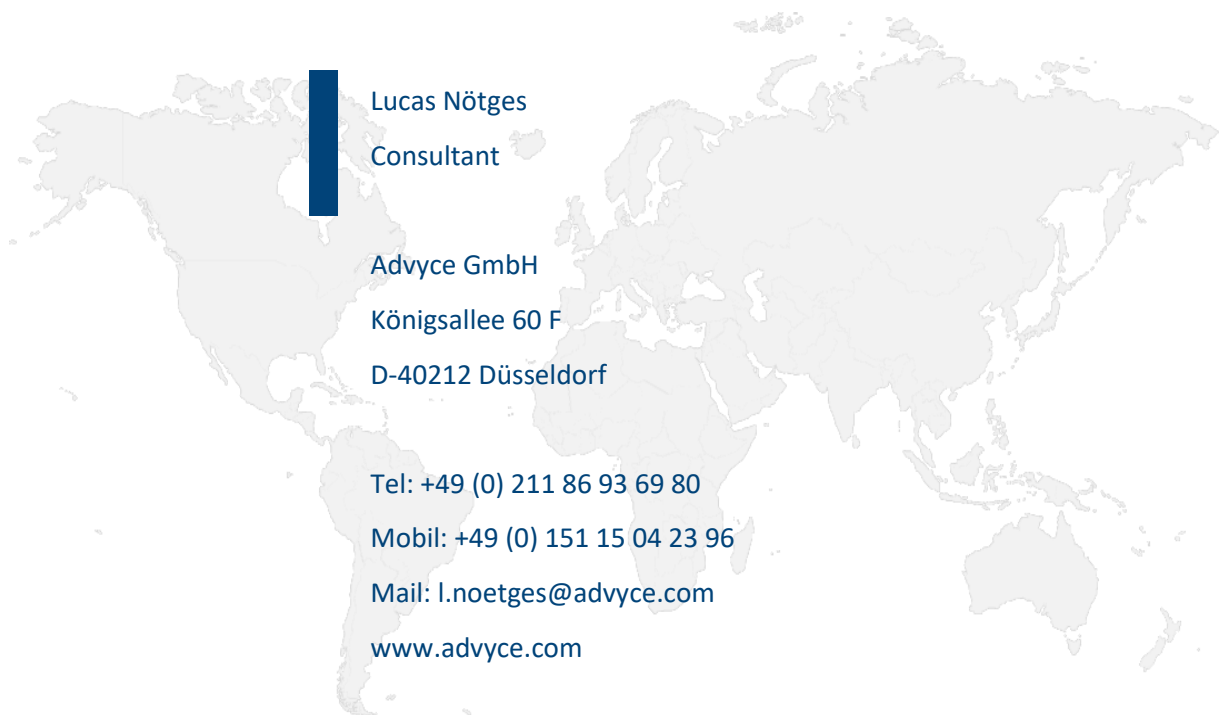 Lucas Nötges
Consultant
Advyce GmbH
Königsallee 60 F
D-40212 Düsseldorf
Tel: +49 (0) 211 86 93 69 80
Mobil: +49 (0) 151 15 04 23 96
Mail: l.noetges@advyce.com
www.advyce.com